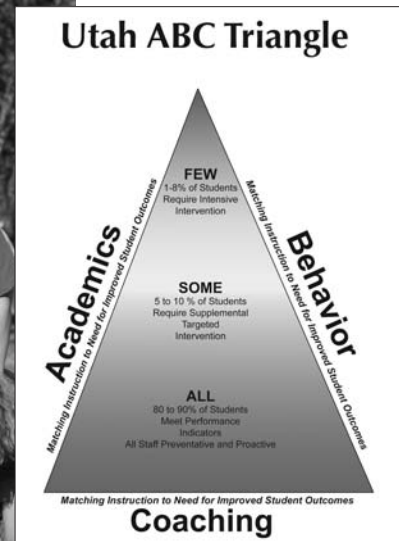 Utah ABC Triangle
FEW
1-8% of Students
Require Intensive
Intervention
SOME
5 to 10 % of Students
Require Supplemental
Targeted
Intervention
ALL
80 to 90% of Students
Meet Performance
Indicators
All Staff Preventative and Proactive
Academics
Matching Instruction to Need for Improved Student Outcomes
Behavior
Matching Instruction to Need for Improved Student Outcomes
Matching Instruction to Need for Improved Student Outcomes
Coaching